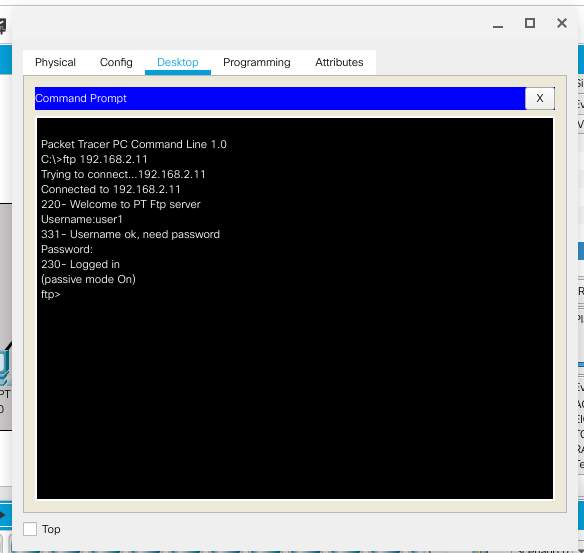 Physical
Config
Desktop
Programming
Attributes
Command Prompt
X
Packet Tracer PC Command Line 1.0
C:\>ftp 192.168.2.11
Trying to connect...192.168.2.11
Connected to 192.168.2.11
220- Welcome to PT Ftp server
Username:user1
331- Username ok, need password
Password:
230- Logged in
(passive mode On)
ftp>
Top